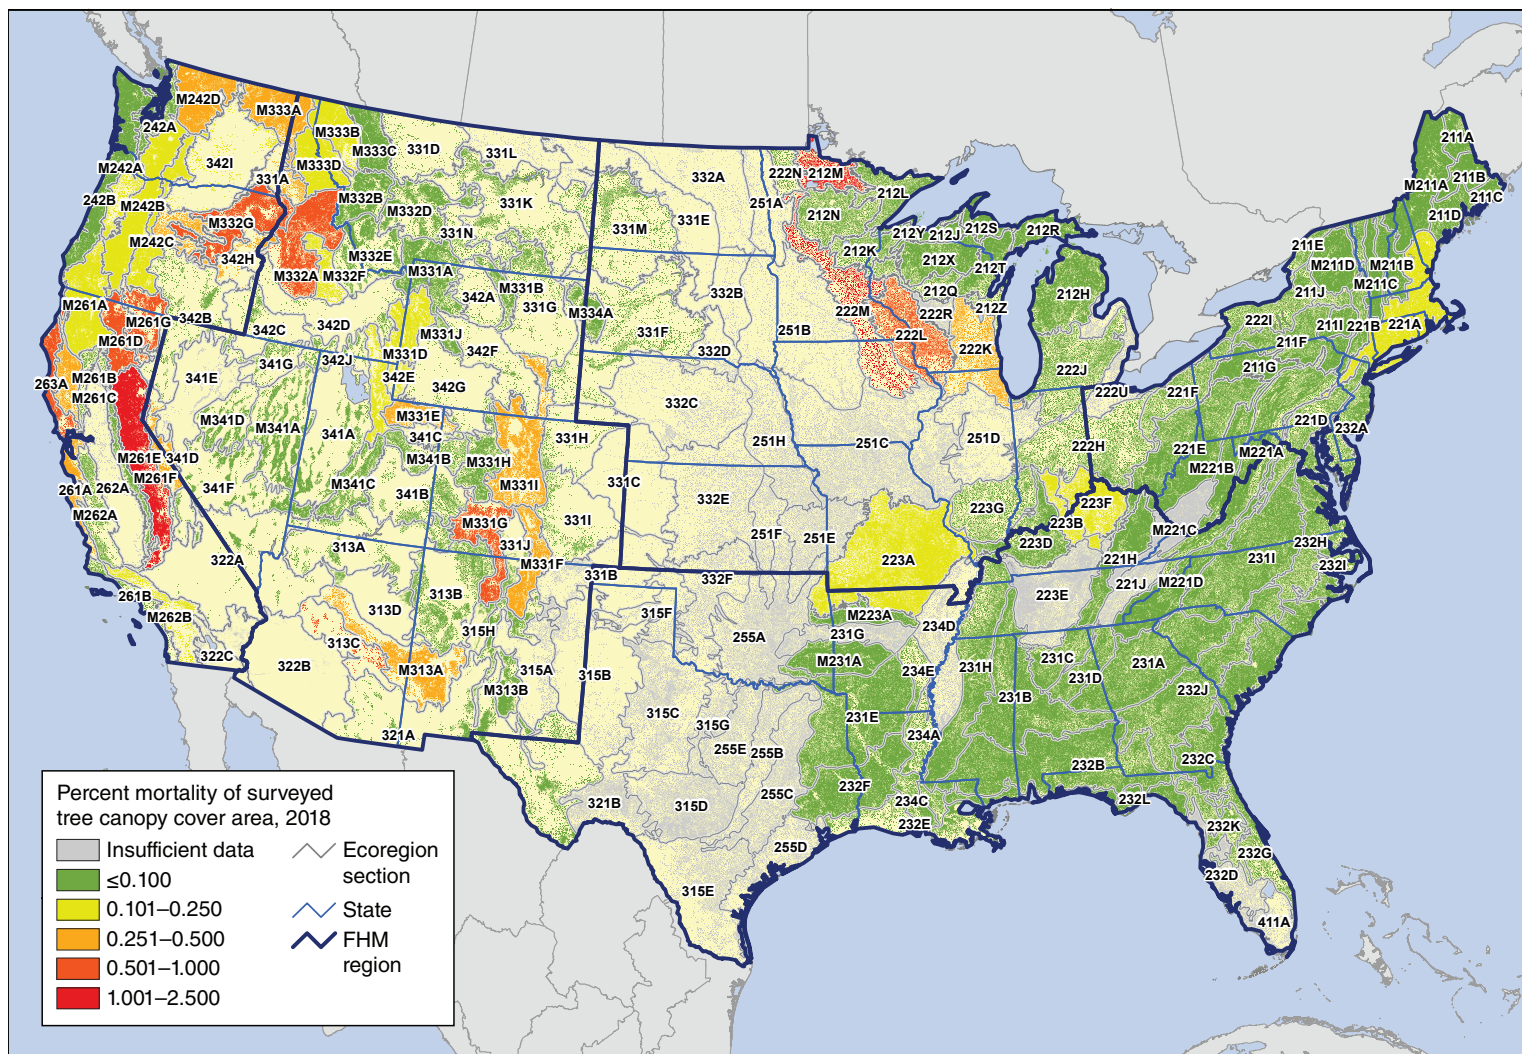 M242D
M333A
242A
M333B
M333C
331D
331L
342I
M333D
M242A
331A
242B
M242B
M332G
M332B
M332D
331K
331N
M242C
342H
M332A
M332F
M332E
M331A
M331B
342A
331G
M334A
M261A
M261G
342B
342C
342D
M331J
342F
M261D
M331D
342J
341G
341E
342E
342G
263A
M261B
M261C
M331E
M341D
M341A
341A
341C
331H
M341B
M331H
M261E
341D
M261F
M331I
331C
261A
262A
341F
M341C
341B
M262A
M331G
331I
331J
313A
322A
M331F
331B
261B
M262B
313D
313B
315H
313C
322C
322B
M313A
315A
M313B
315B
321A
332A
331E
331M
251A
332B
331F
332D
251B
332C
251H
251C
251D
332E
251F
251E
332F
315F
255A
222N
212M
212L
212N
212Y
212J
212S
212R
212K
212X
212T
212H
212Q
212Z
222R
222M
222L
222K
222J
222U
222H
223G
223A
223B
223F
223D
M223A
231G
234D
M231A
234E
231H
231E
234A
231B
231C
231D
231A
232J
223E
221J
221H
M221D
M221C
231I
232H
232I
211A
M211A
211B
211C
211D
211E
M211D
M211B
M211C
211J
222I
211I
221B
221A
211F
211G
221F
221D
232A
221E
M221A
M221B
315C
315G
255E
255B
255C
321B
315D
255D
315E
232F
234C
232E
232B
232C
232L
232K
232G
232D
411A
Percent mortality of surveyed
tree canopy cover area, 2018
Insufficient data
≤0.100
0.101–0.250
0.251–0.500
0.501–1.000
1.001–2.500
Ecoregion
section
State
FHM
region